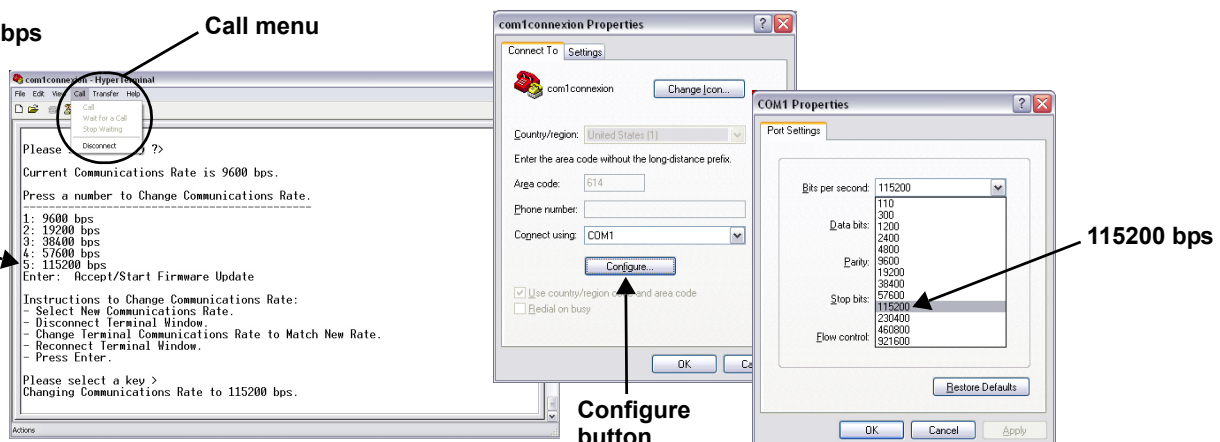 bps
Call menu
com1connexion - HyperTerminal
File Edit View Call Transfer Help
Call
Wait for a Call
Stop Waiting
Disconnect
Please ?>
Current Communications Rate is 9600 bps.
Press a number to Change Communications Rate.
1: 9600 bps
2: 19200 bps
3: 38400 bps
4: 57600 bps
5: 115200 bps
Enter: Accept/Start Firmware Update
Instructions to Change Communications Rate:
- Select New Communications Rate.
- Disconnect Terminal Window.
- Change Terminal Communications Rate to Match New Rate.
- Reconnect Terminal Window.
- Press Enter.
Please select a key >
Changing Communications Rate to 115200 bps.
Actions
com1connexion Properties
Connect To Settings
com1connexion Change Icon...
Country/region: United States (1)
Enter the area code without the long-distance prefix.
Area code: 614
Phone number:
Connect using: COM1
Configure...
Use country/region code and area code
Redial on busy
OK Ca
Configure
button
COM1 Properties
Port Settings
Bits per second: 115200
110
300
Data bits: 1200
2400
4800
Parity: 9600
19200
38400
Stop bits: 57600
115200
230400
460800
Flow control: 921600
Restore Defaults
OK Cancel Apply
115200 bps